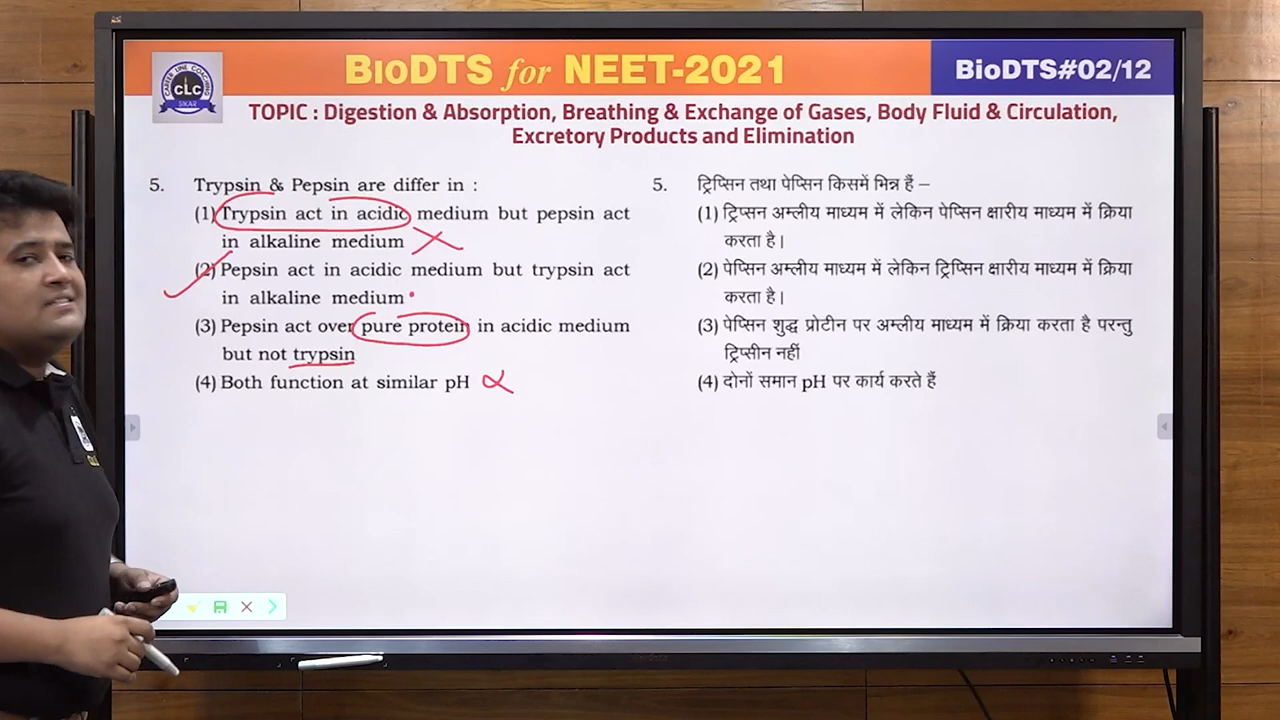 BIODTS for NEET-2021
BioDTS#02/12
CAREER LINE COACHING
CLC
SIKAR
TOPIC : Digestion & Absorption, Breathing & Exchange of Gases, Body Fluid & Circulation,
Excretory Products and Elimination
5. Trypsin & Pepsin are differ in :
(1) Trypsin act in acidic medium but pepsin act
in alkaline medium
(2) Pepsin act in acidic medium but trypsin act
in alkaline medium
(3) Pepsin act over pure protein in acidic medium
but not trypsin
(4) Both function at similar pH
5. ट्रिप्सिन तथा पेप्सिन किसमें भिन्न हैं –
(1) ट्रिप्सन अम्लीय माध्यम में लेकिन पेप्सिन क्षारीय माध्यम में क्रिया
करता है।
(2) पेप्सिन अम्लीय माध्यम में लेकिन ट्रिप्सिन क्षारीय माध्यम में क्रिया
करता है।
(3) पेप्सिन शुद्ध प्रोटीन पर अम्लीय माध्यम में क्रिया करता है परन्तु
ट्रिप्सीन नहीं
(4) दोनों समान pH पर कार्य करते हैं